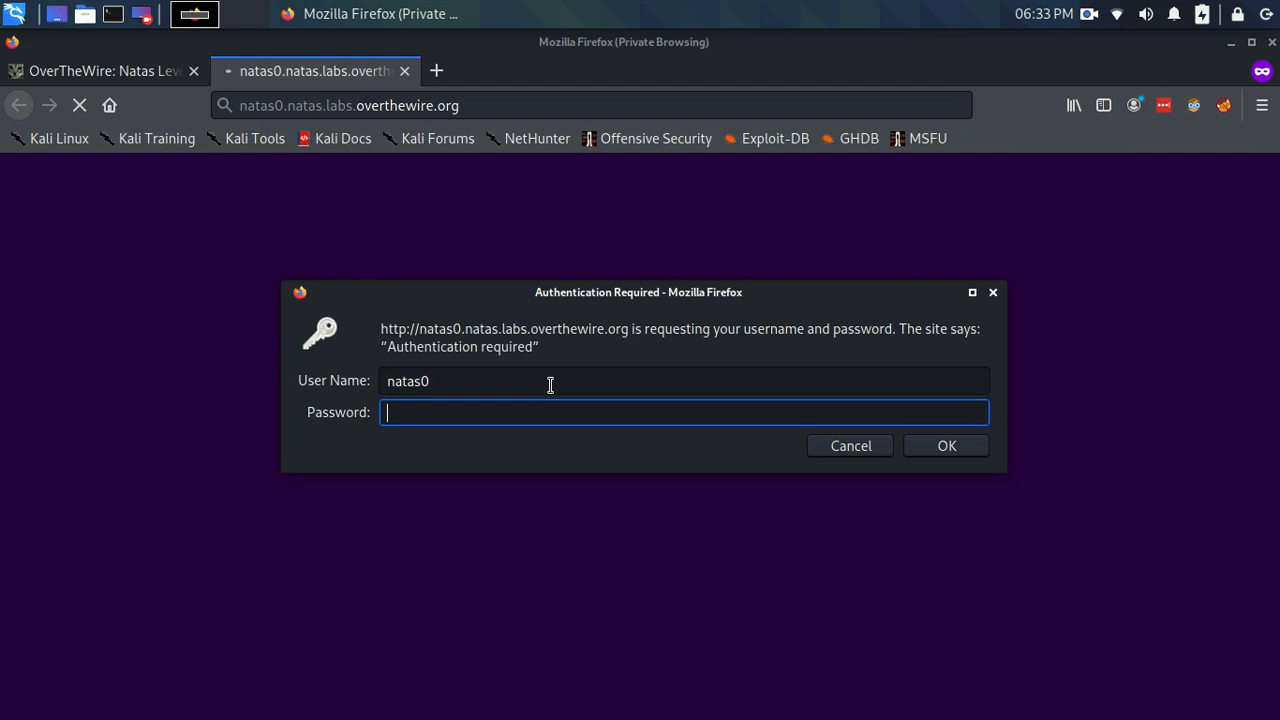 Mozilla Firefox (Private ...
06:33 PM
Mozilla Firefox (Private Browsing)
OverTheWire: Natas Leve
natas0.natas.labs.overth
natas0.natas.labs.overthewire.org
Kali Linux
Kali Training
Kali Tools
Kali Docs
Kali Forums
NetHunter
Offensive Security
Exploit-DB
GHDB
MSFU
Authentication Required - Mozilla Firefox
http://natas0.natas.labs.overthewire.org is requesting your username and password. The site says:
“Authentication required”
User Name: natas0
Password:
Cancel
OK